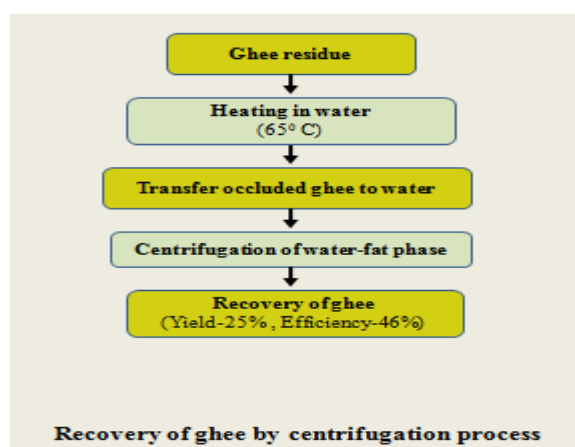 Ghee residue
Heating in water
(65° C)
Transfer occluded ghee to water
Centrifugation of water-fat phase
Recovery of ghee
(Yield-25% , Efficiency-46%)
Recovery of ghee by centrifugation process